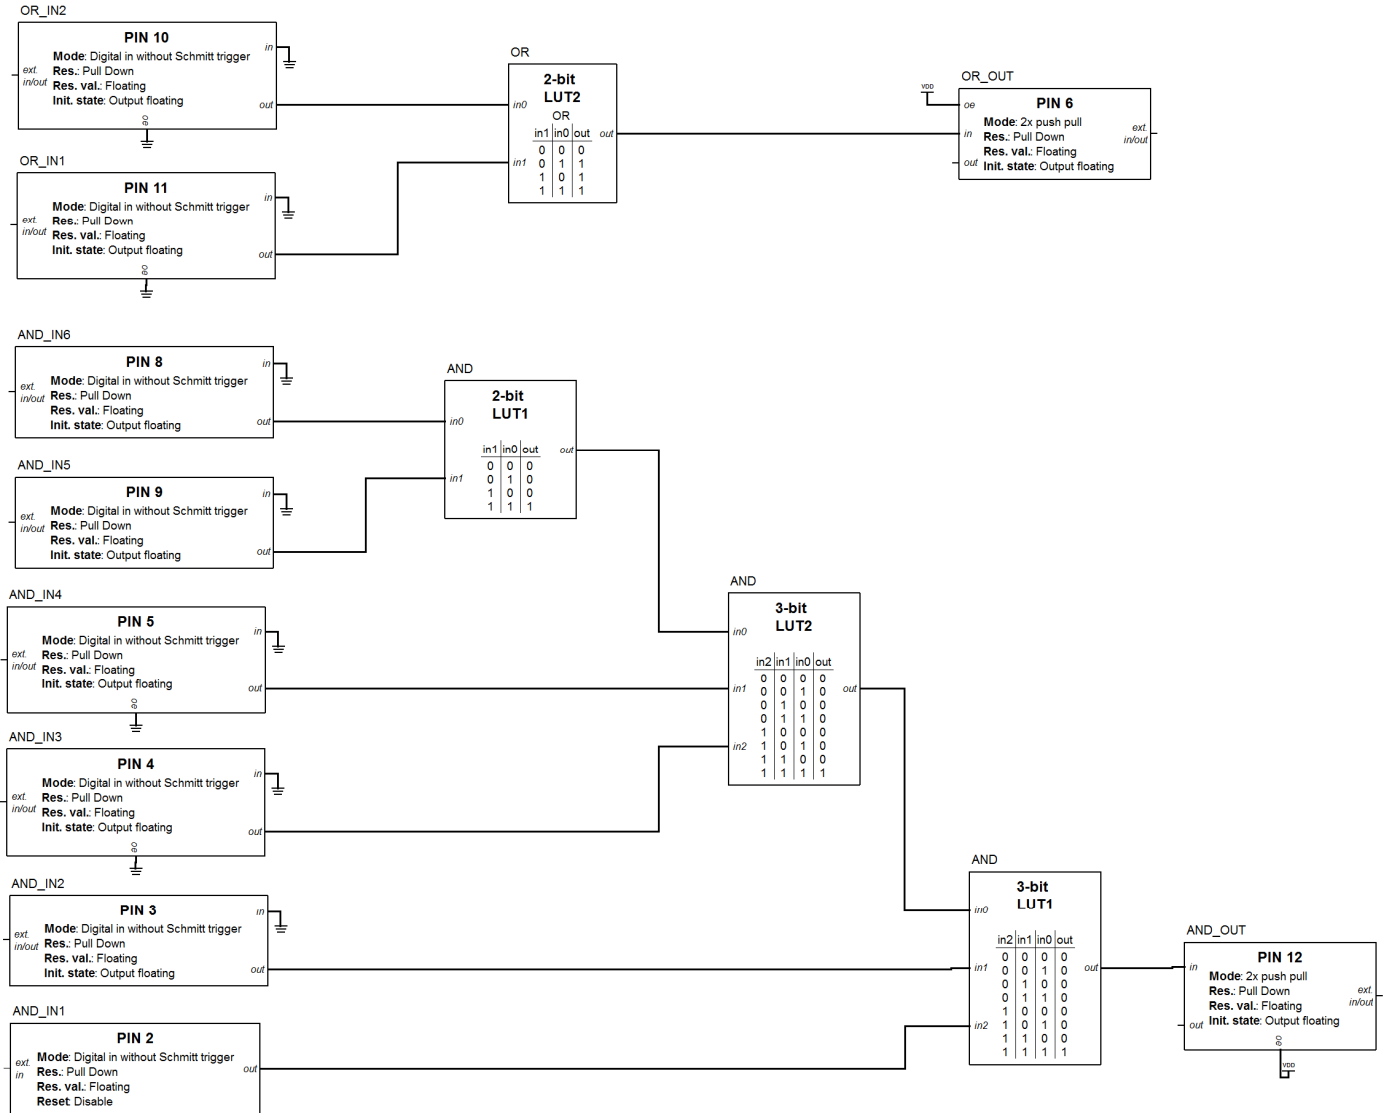 OR_IN2
PIN 10
in
Mode: Digital in without Schmitt trigger
ext.
in/out
Res.: Pull Down
Res. val.: Floating
Init. state: Output floating
out
oe
OR_IN1
PIN 11
in
Mode: Digital in without Schmitt trigger
ext.
in/out
Res.: Pull Down
Res. val.: Floating
Init. state: Output floating
out
oe
OR
2-bit
LUT2
in0
OR
in1 in0 out
0 0 0
0 1 1
1 0 1
1 1 1
in1
out
OR_OUT
VDD
PIN 6
oe
Mode: 2x push pull
in
Res.: Pull Down
Res. val.: Floating
out
Init. state: Output floating
ext.
in/out
AND_IN6
PIN 8
in
Mode: Digital in without Schmitt trigger
ext.
in/out
Res.: Pull Down
Res. val.: Floating
Init. state: Output floating
out
AND_IN5
PIN 9
in
Mode: Digital in without Schmitt trigger
ext.
in/out
Res.: Pull Down
Res. val.: Floating
Init. state: Output floating
out
AND
2-bit
LUT1
in0
in1 in0 out
0 0 0
0 1 0
1 0 0
1 1 1
in1
out
AND_IN4
PIN 5
in
Mode: Digital in without Schmitt trigger
ext.
in/out
Res.: Pull Down
Res. val.: Floating
Init. state: Output floating
out
oe
AND_IN3
PIN 4
in
Mode: Digital in without Schmitt trigger
ext.
in/out
Res.: Pull Down
Res. val.: Floating
Init. state: Output floating
out
oe
AND
3-bit
LUT2
in0
in2 in1 in0 out
0 0 0 0
0 0 1 0
0 1 0 0
0 1 1 0
1 0 0 0
1 0 1 0
1 1 0 0
1 1 1 1
in1
in2
out
AND_IN2
PIN 3
in
Mode: Digital in without Schmitt trigger
ext.
in/out
Res.: Pull Down
Res. val.: Floating
Init. state: Output floating
out
AND_IN1
PIN 2
Mode: Digital in without Schmitt trigger
ext.
in
Res.: Pull Down
Res. val.: Floating
Reset: Disable
out
AND
3-bit
LUT1
in0
in2 in1 in0 out
0 0 0 0
0 0 1 0
0 1 0 0
0 1 1 0
1 0 0 0
1 0 1 0
1 1 0 0
1 1 1 1
in1
in2
out
AND_OUT
PIN 12
in
Mode: 2x push pull
Res.: Pull Down
Res. val.: Floating
out
Init. state: Output floating
ext.
in/out
oe
VDD